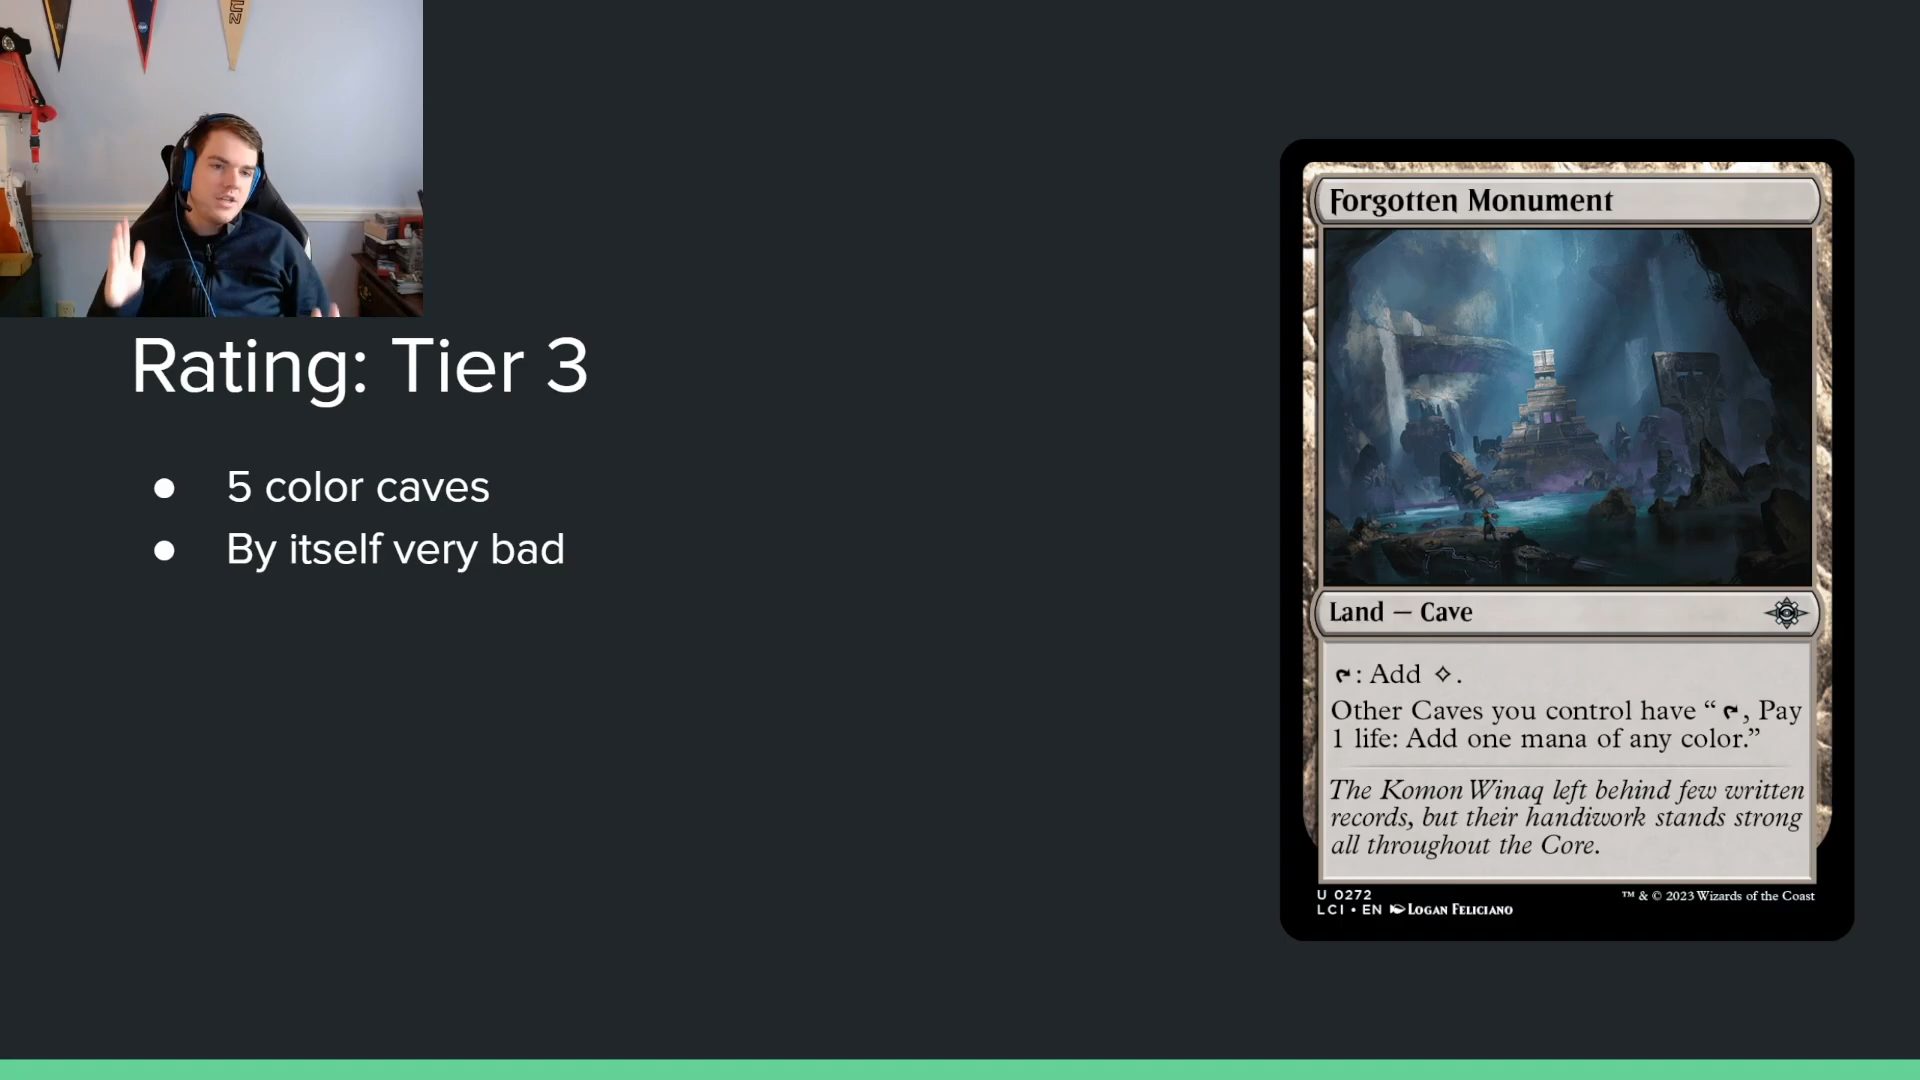 Rating: Tier 3
● 5 color caves
● By itself very bad
Forgotten Monument
Land — Cave
: Add .
Other Caves you control have “ , Pay
1 life: Add one mana of any color.”
The Komon Winaq left behind few written
records, but their handiwork stands strong
all throughout the Core.
U 0272
LCI • EN LOGAN FELICIANO
™ & © 2023 Wizards of the Coast